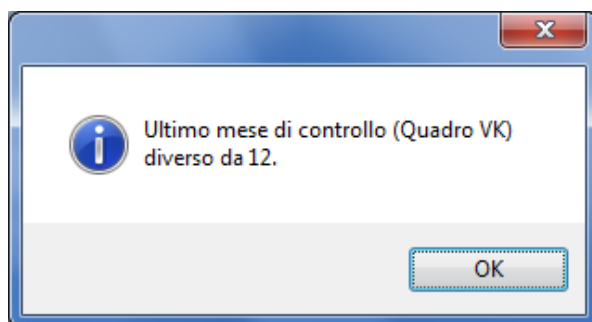 Ultimo mese di controllo (Quadro VK)
diverso da 12.
OK